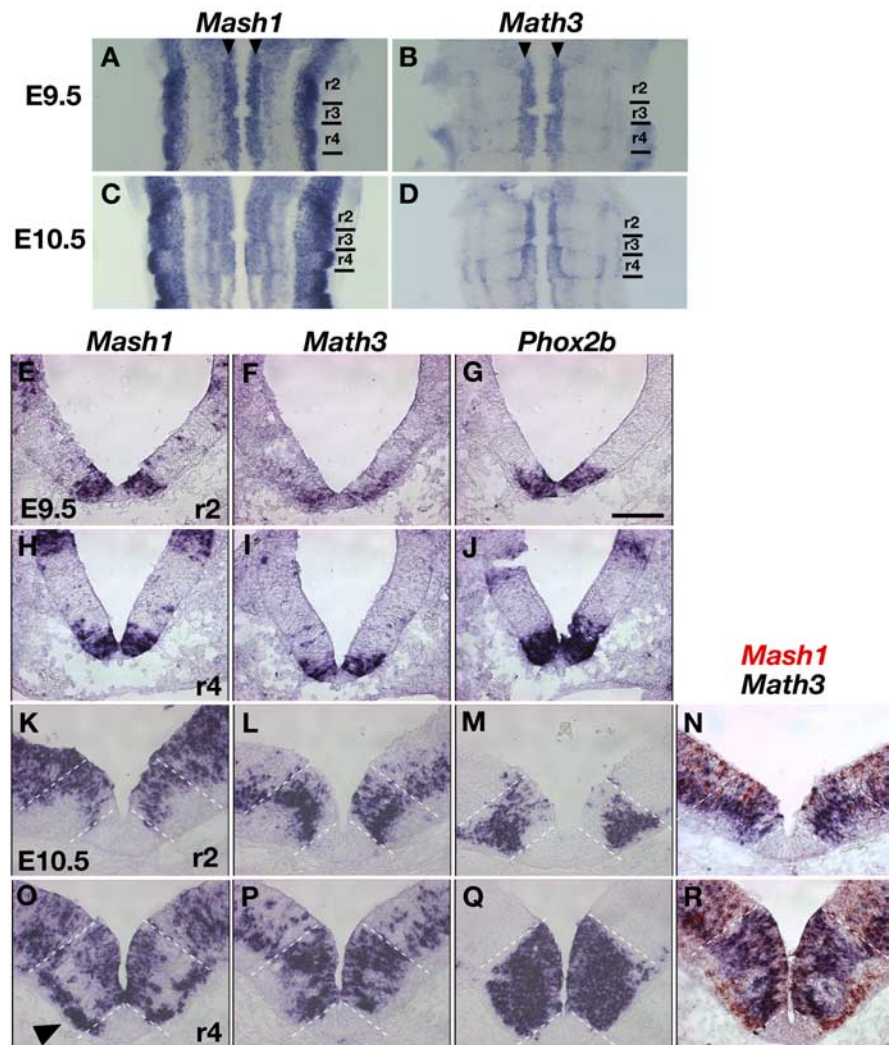 Mash1 Math3
A B
E9.5
r2 r2
r3 r3
r4 r4
C D
E10.5
r2 r2
r3 r3
r4 r4
Mash1 Math3 Phox2b
E F G
E9.5 r2
H I J
r4
Mash1
Math3
K L M N
E10.5 r2
O P Q R
r4